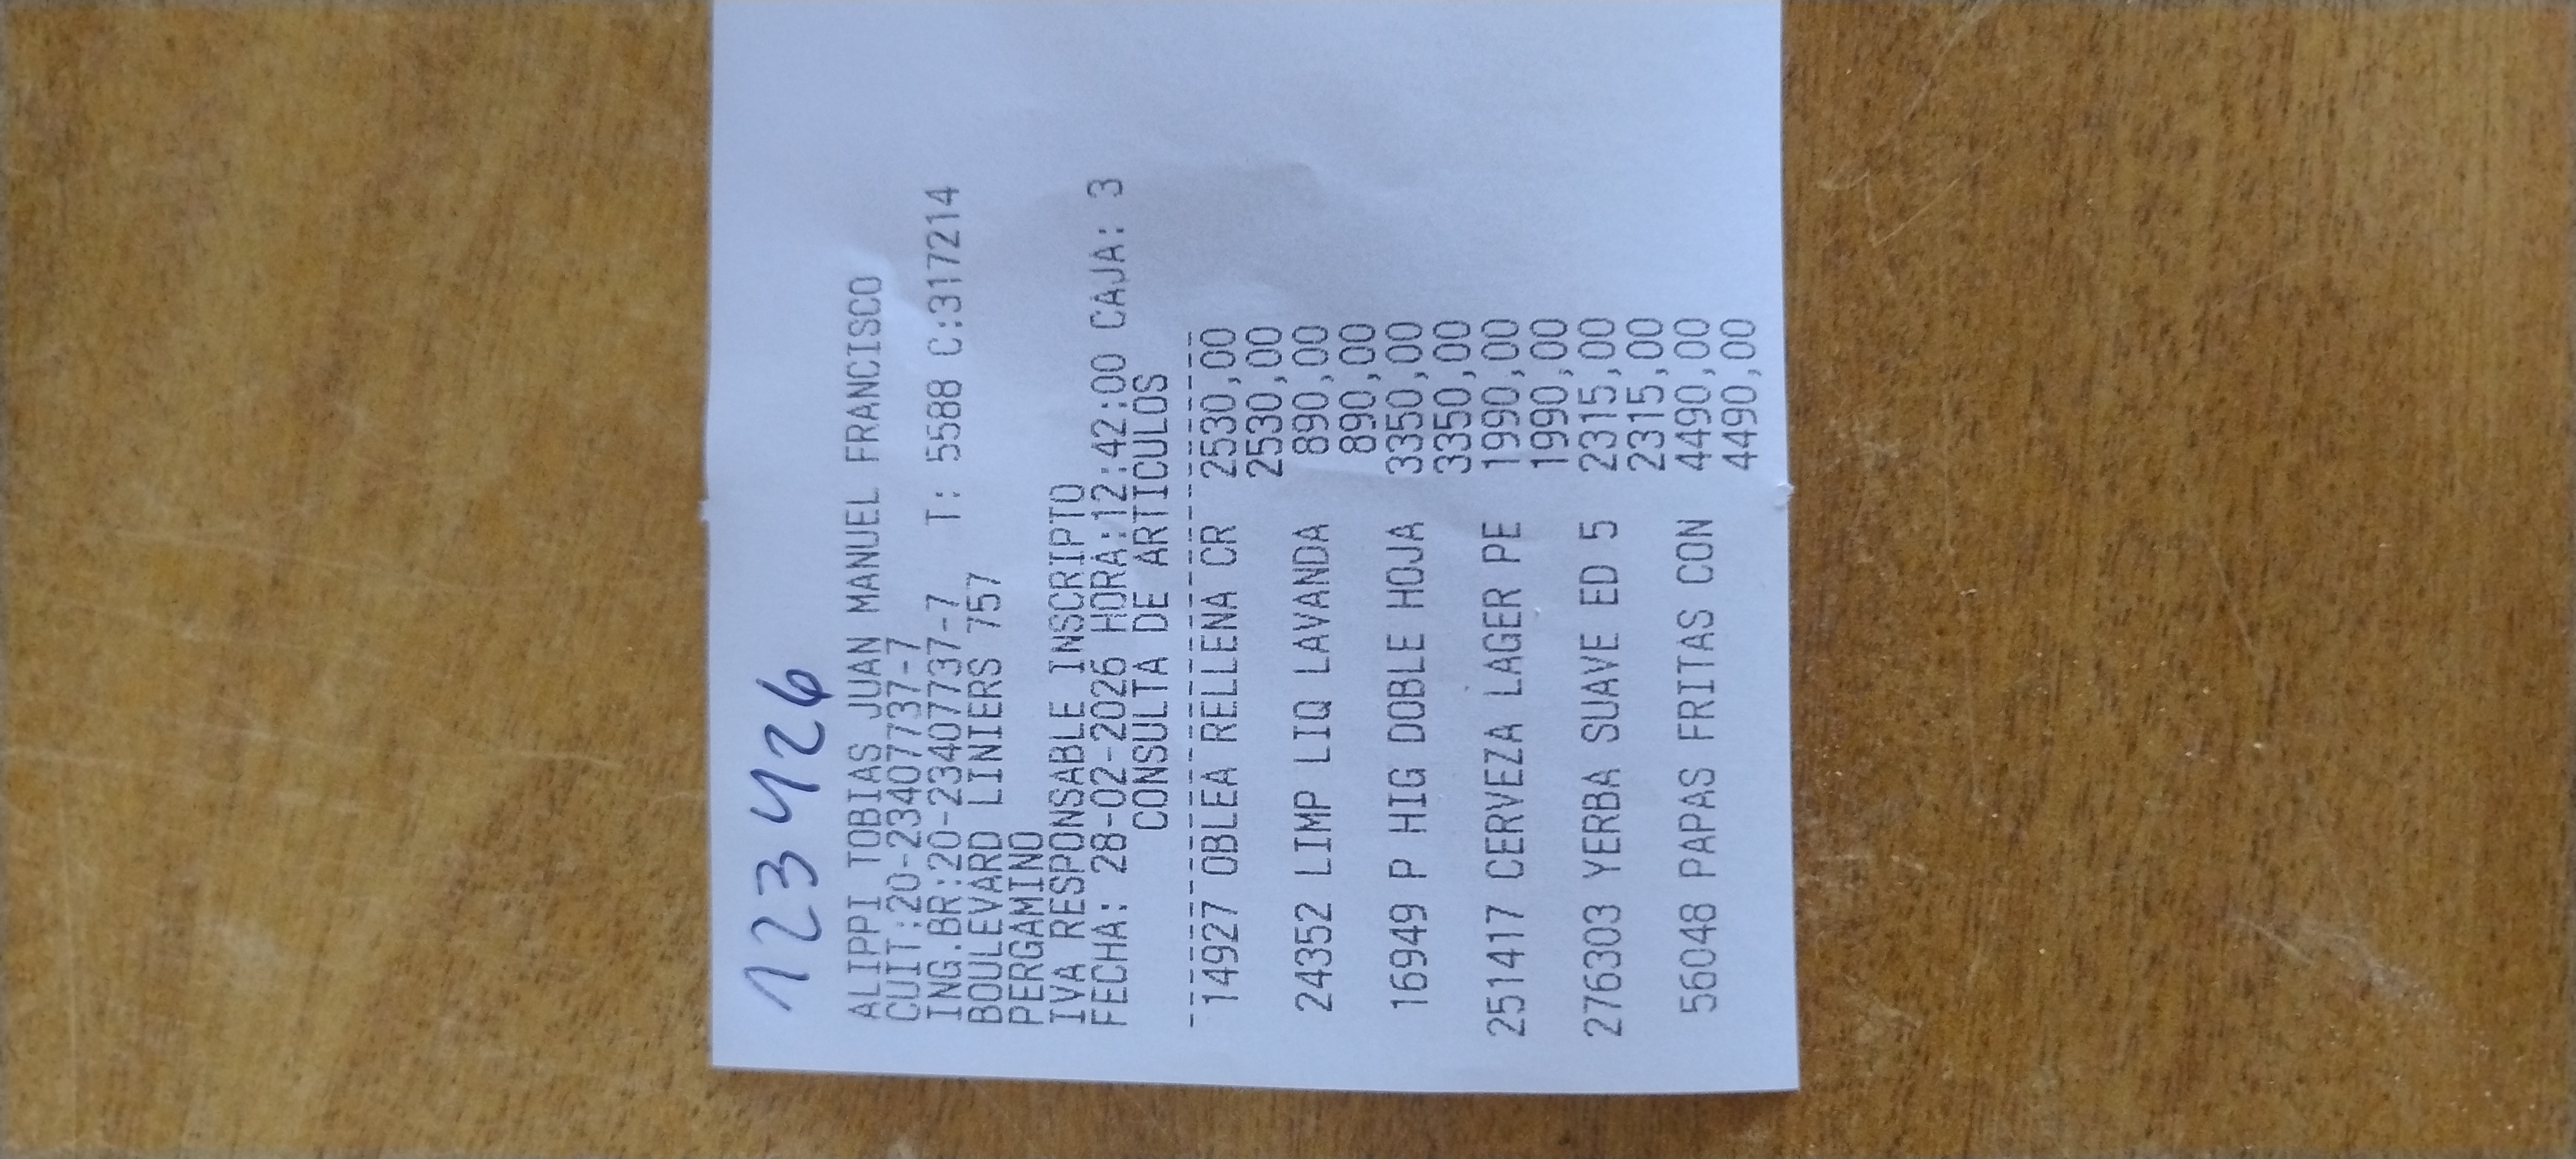 123426
ALIPPI TOBIAS JUAN MANUEL FRANCISCO
CUIT:20-23407737-7
ING.BR:20-23407737-7 T: 5588 C:317214
BOULEVARD LINIERS 757
PERGAMINO
IVA RESPONSABLE INSCRIPTO
FECHA: 28-02-2026 HORA:12:42:00 CAJA: 3
CONSULTA DE ARTICULOS
14927 OBLEA RELLENA CR 2530,00
2530,00
24352 LIMP LIQ LAVANDA 890,00
890,00
16949 P HIG DOBLE HOJA 3350,00
3350,00
251417 CERVEZA LAGER PE 1990,00
1990,00
276303 YERBA SUAVE ED 5 2315,00
2315,00
56048 PAPAS FRITAS CON 4490,00
4490,00